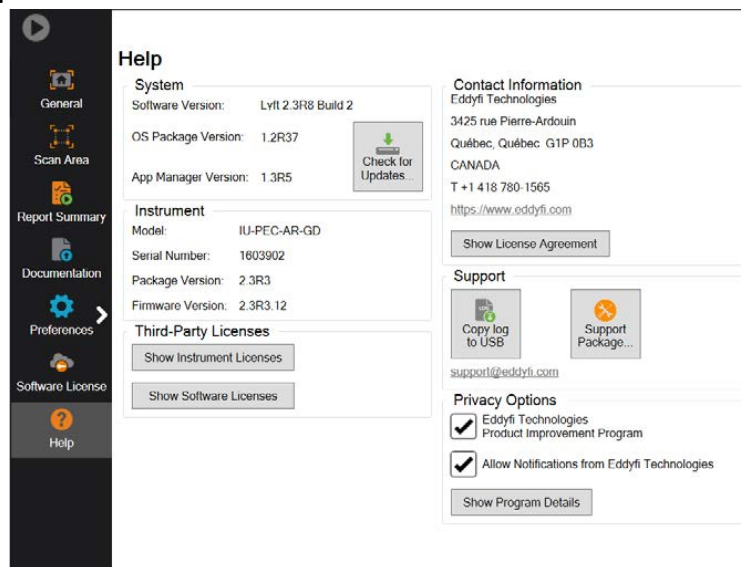 General
Scan Area
Report Summary
Documentation
Preferences
Software License
Help
Help
System
Software Version: Lyft 2.3R8 Build 2
OS Package Version: 1.2R37
App Manager Version: 1.3R5
Check for
Updates...
Instrument
Model: IU-PEC-AR-GD
Serial Number: 1603902
Package Version: 2.3R3
Firmware Version: 2.3R3.12
Third-Party Licenses
Show Instrument Licenses
Show Software Licenses
Contact Information
Eddyfi Technologies
3425 rue Pierre-Ardouin
Québec, Québec G1P 0B3
CANADA
T +1 418 780-1565
https://www.eddyfi.com
Show License Agreement
Support
LOG
Copy log
to USB
Support
Package...
support@eddyfi.com
Privacy Options
Eddyfi Technologies
Product Improvement Program
Allow Notifications from Eddyfi Technologies
Show Program Details